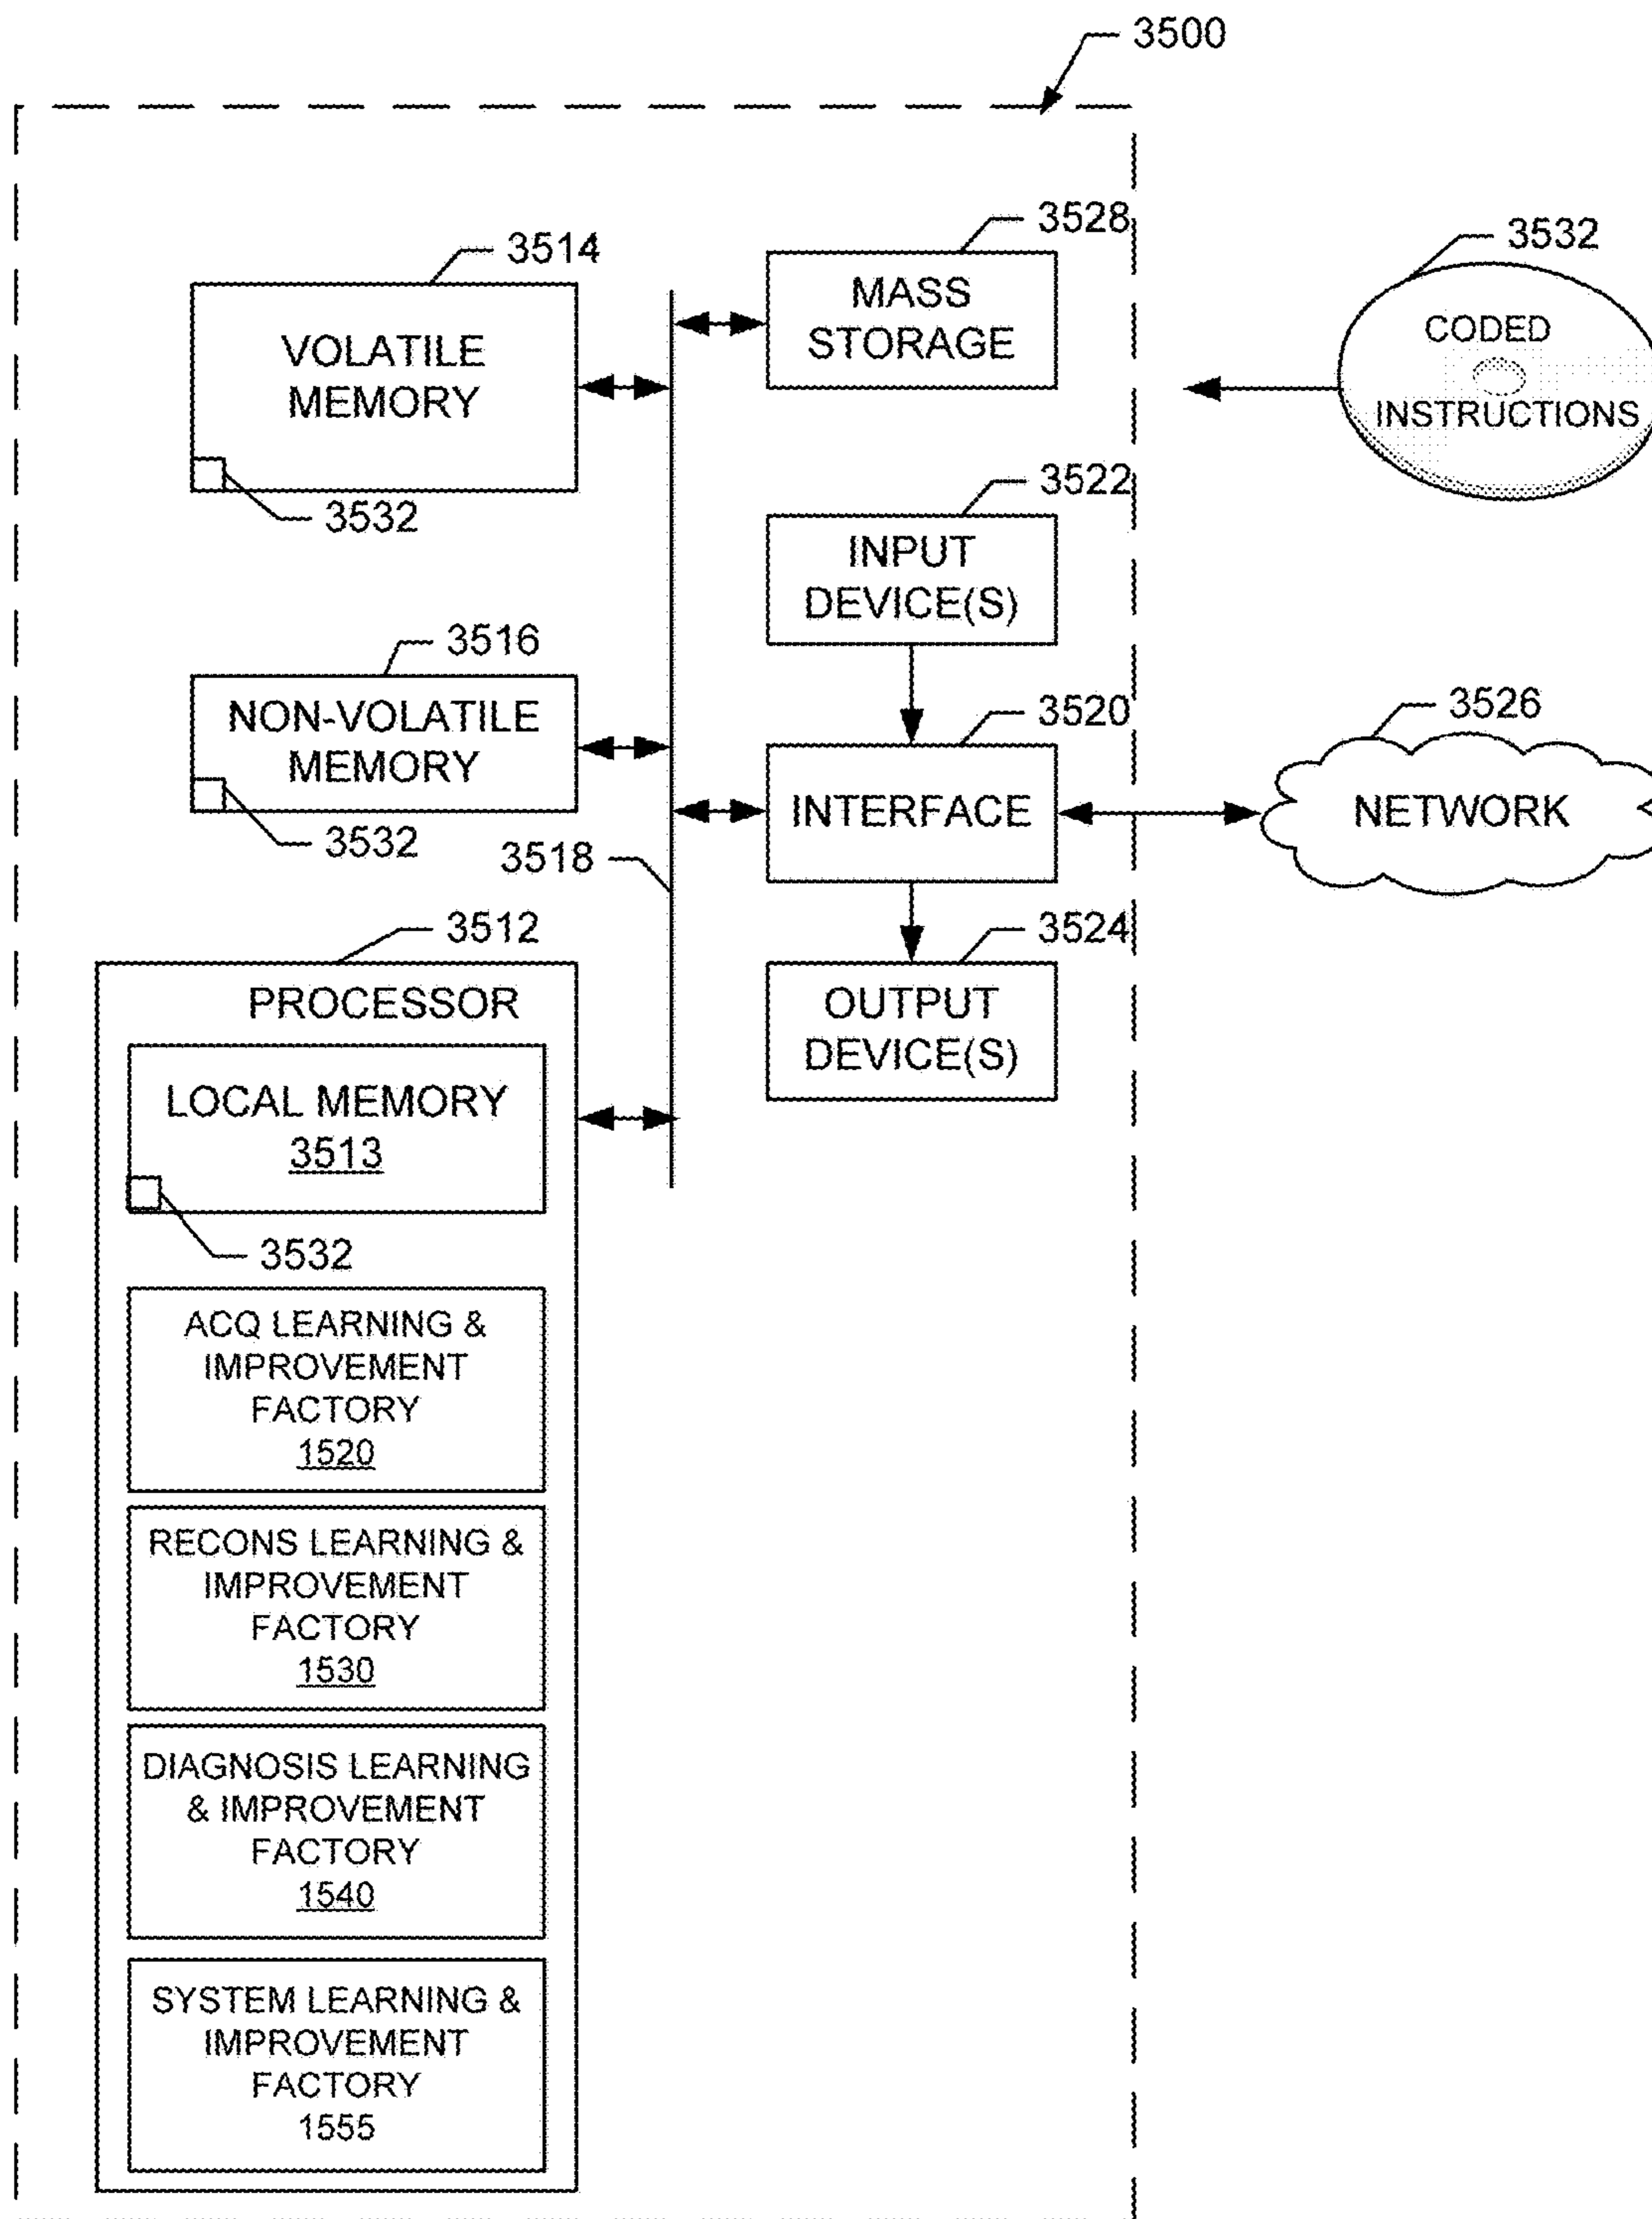 3500
3528
3514
3532
MASS
STORAGE
VOLATILE
MEMORY
CODED
INSTRUCTIONS
3532
3522
INPUT
DEVICE(S)
3516
NON-VOLATILE
MEMORY
3532
3520
INTERFACE
3526
NETWORK
3518
3512
3524
PROCESSOR
OUTPUT
DEVICE(S)
LOCAL MEMORY
3513
3532
ACQ LEARNING &
IMPROVEMENT
FACTORY
1520
RECONS LEARNING &
IMPROVEMENT
FACTORY
1530
DIAGNOSIS LEARNING
& IMPROVEMENT
FACTORY
1540
SYSTEM LEARNING &
IMPROVEMENT
FACTORY
1555